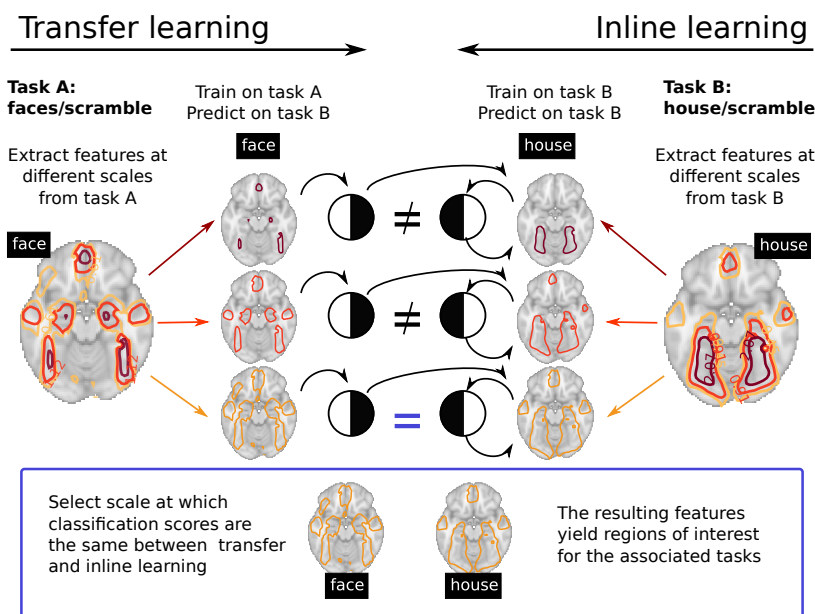 Transfer learning
Inline learning
Task A:
faces/scramble
Train on task A
Predict on task B
Train on task B
Predict on task B
Task B:
house/scramble
Extract features at
different scales
from task A
face
house
Extract features at
different scales
from task B
face
house
≠
≠
=
Select scale at which
classification scores are
the same between transfer
and inline learning
face
house
The resulting features
yield regions of interest
for the associated tasks